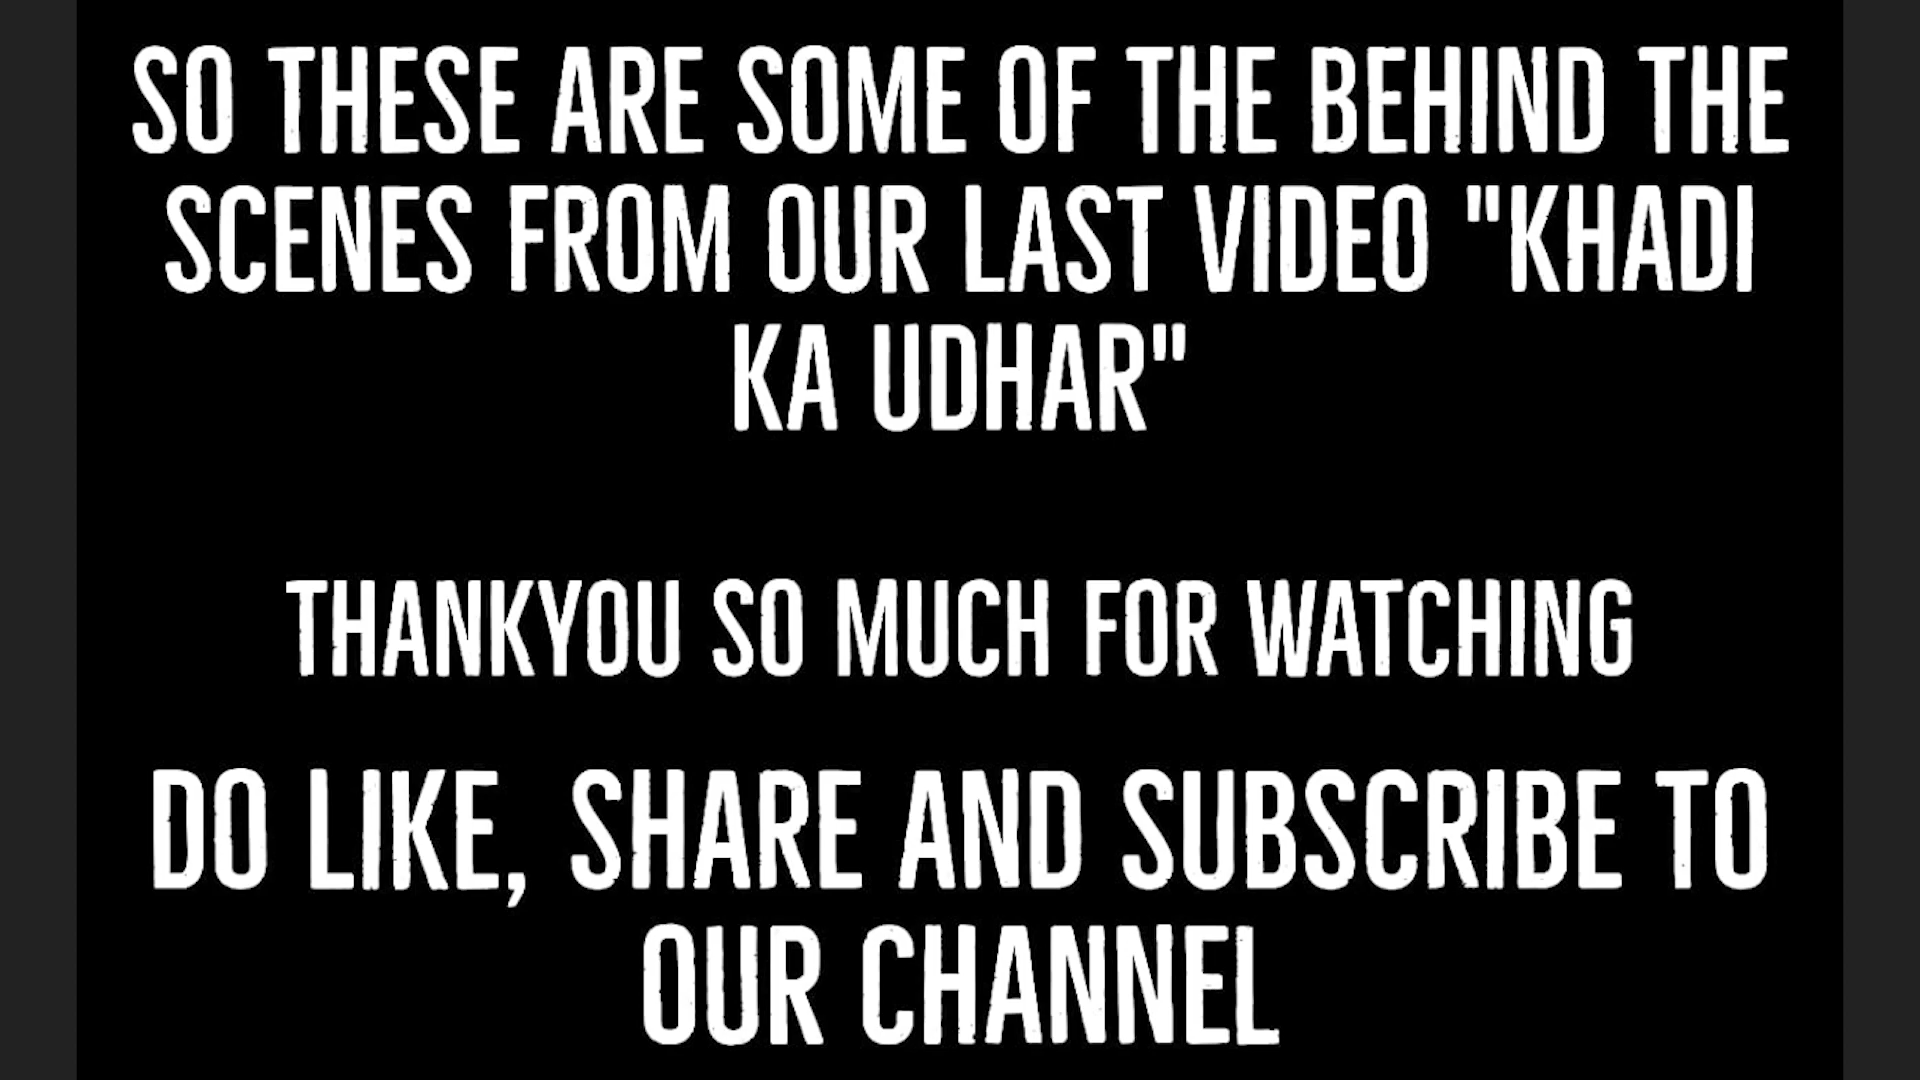 SO THESE ARE SOME OF THE BEHIND THE
SCENES FROM OUR LAST VIDEO "KHADI
KA UDHAR"
THANKYOU SO MUCH FOR WATCHING
DO LIKE, SHARE AND SUBSCRIBE TO
OUR CHANNEL